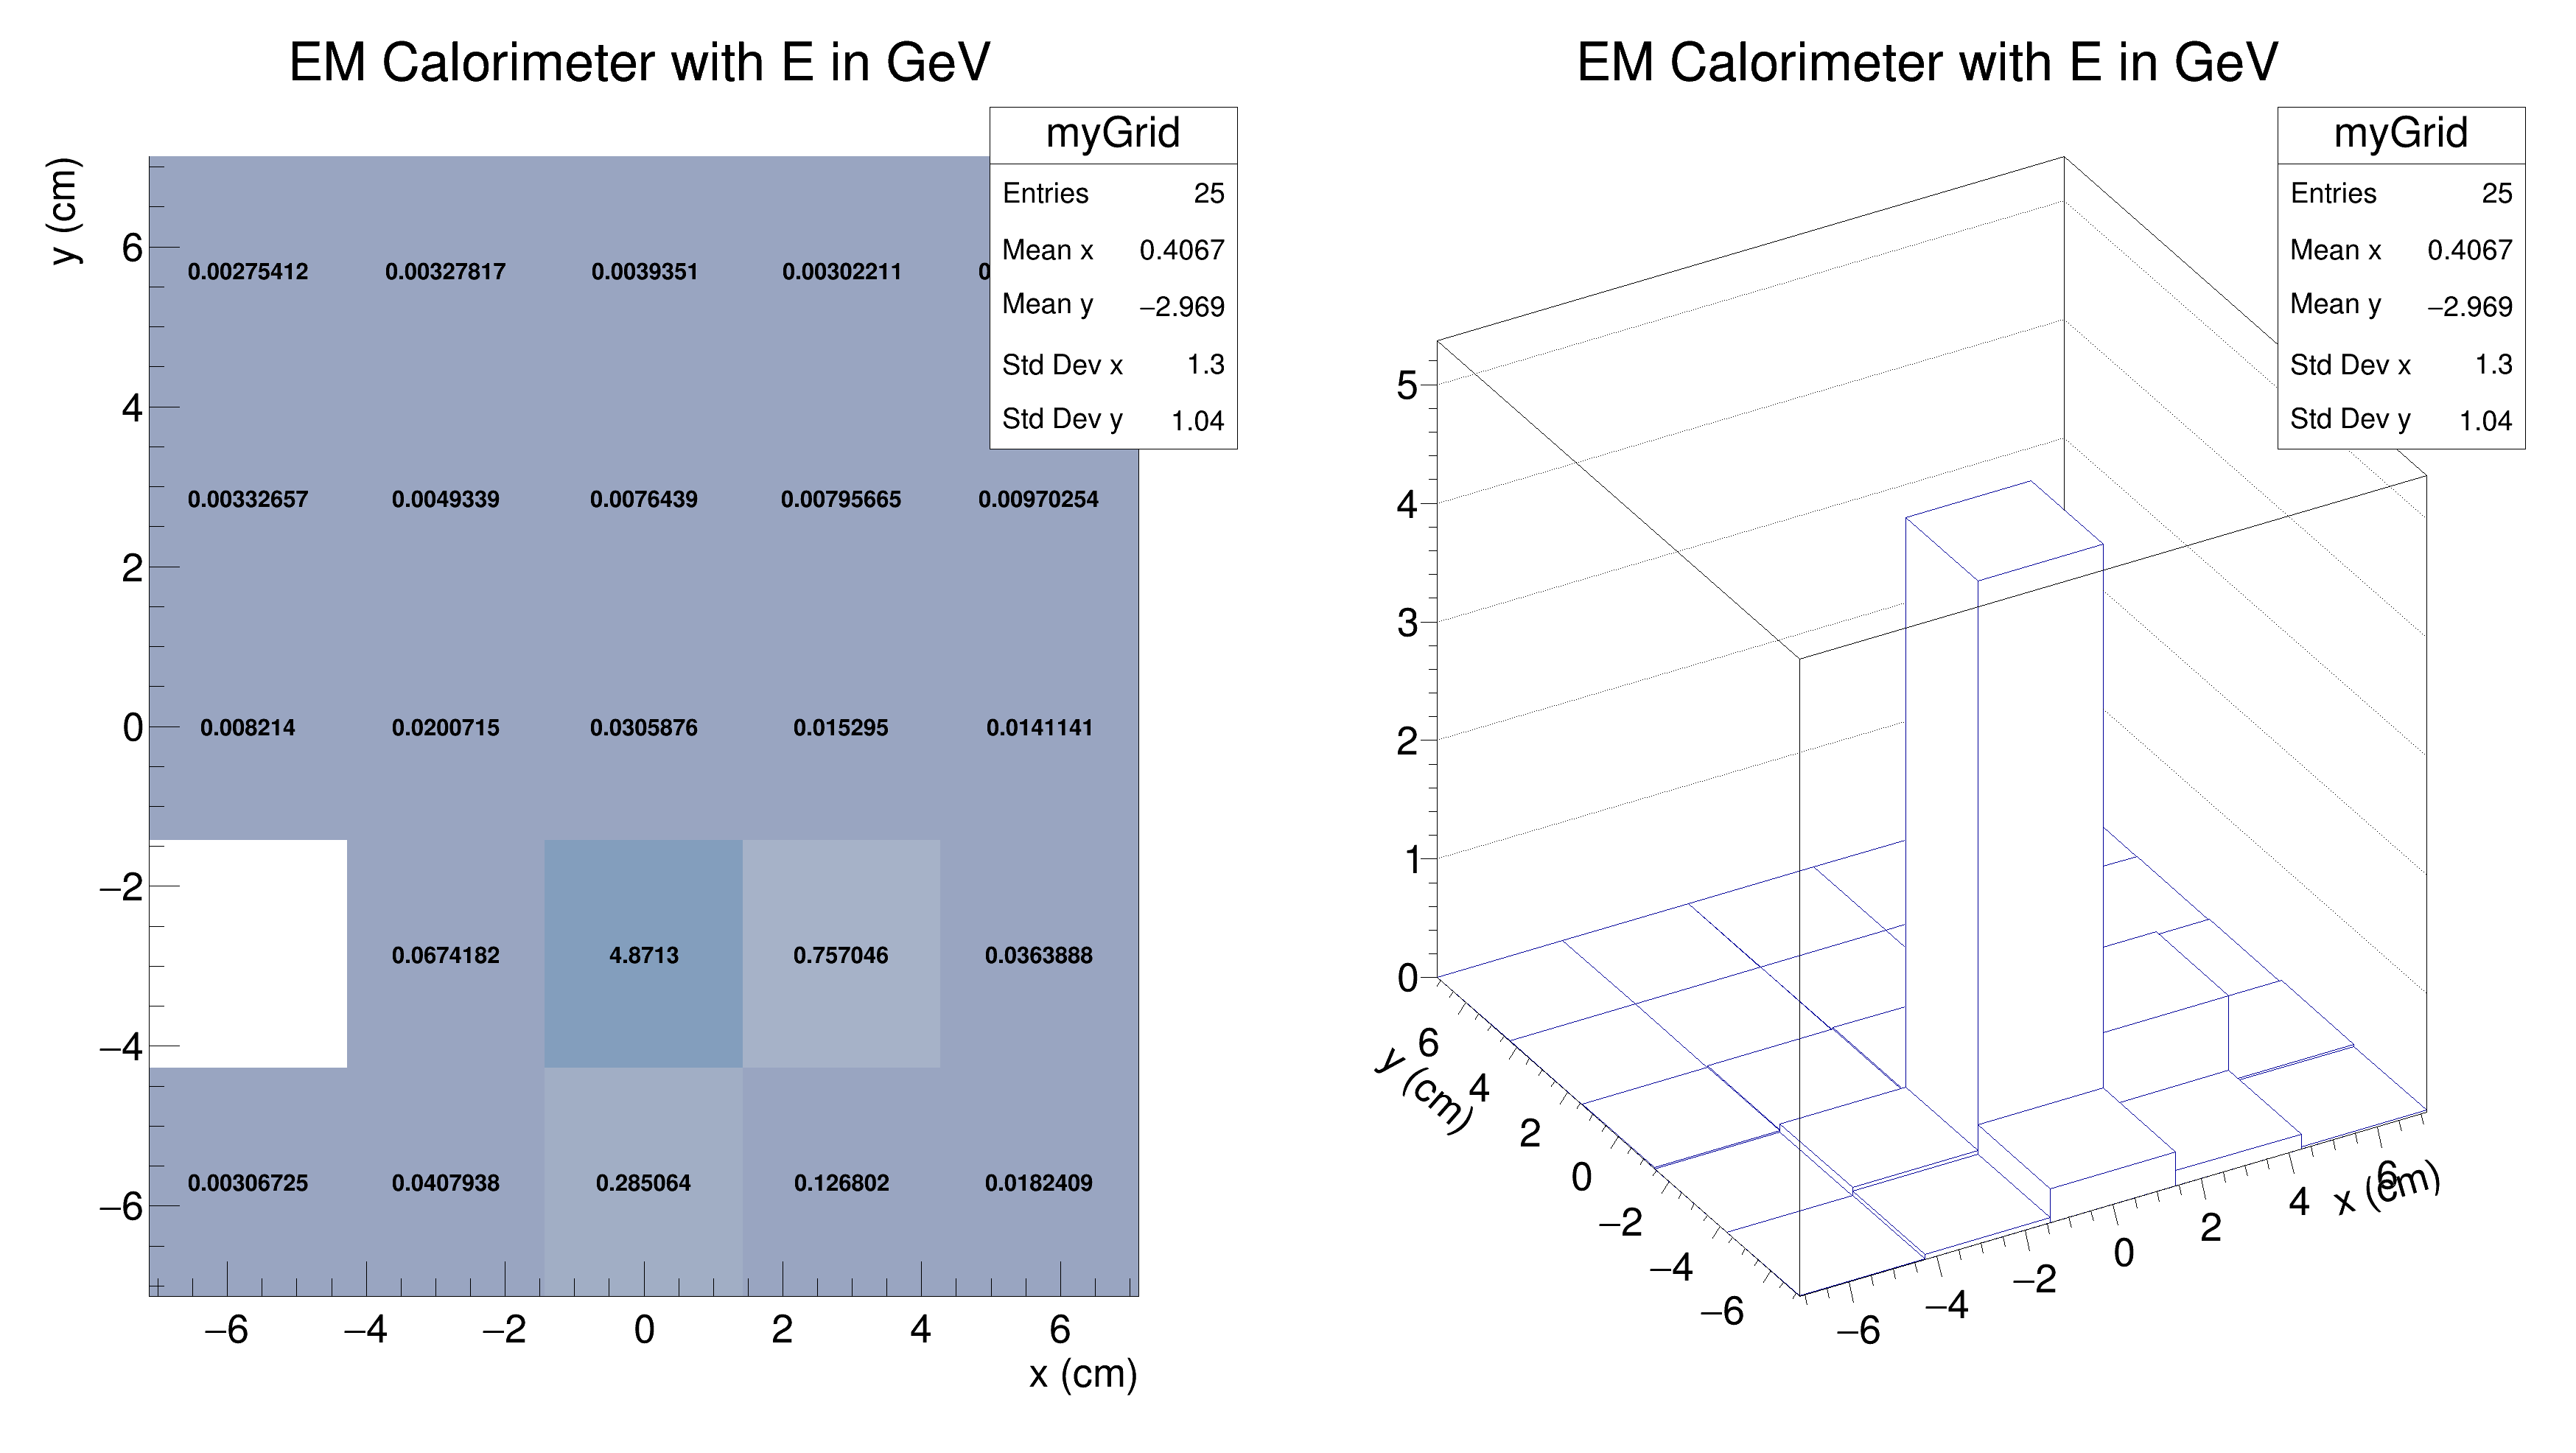 EM Calorimeter with E in GeV
myGrid
Entries 25
Mean x 0.4067
Mean y −2.969
Std Dev x 1.3
Std Dev y 1.04
y (cm)
6
4
2
0
−2
−4
−6
0.00275412 0.00327817 0.0039351 0.00302211 0
0.00332657 0.0049339 0.0076439 0.00795665 0.00970254
0.008214 0.0200715 0.0305876 0.015295 0.0141141
0.0674182 4.8713 0.757046 0.0363888
0.00306725 0.0407938 0.285064 0.126802 0.0182409
−6 −4 −2 0 2 4 6
x (cm)
EM Calorimeter with E in GeV
myGrid
Entries 25
Mean x 0.4067
Mean y −2.969
Std Dev x 1.3
Std Dev y 1.04
5
4
3
2
1
0
y (cm)
6
4
2
0
−2
−4
−6
−6 −4 −2 0 2 4 6
x (cm)